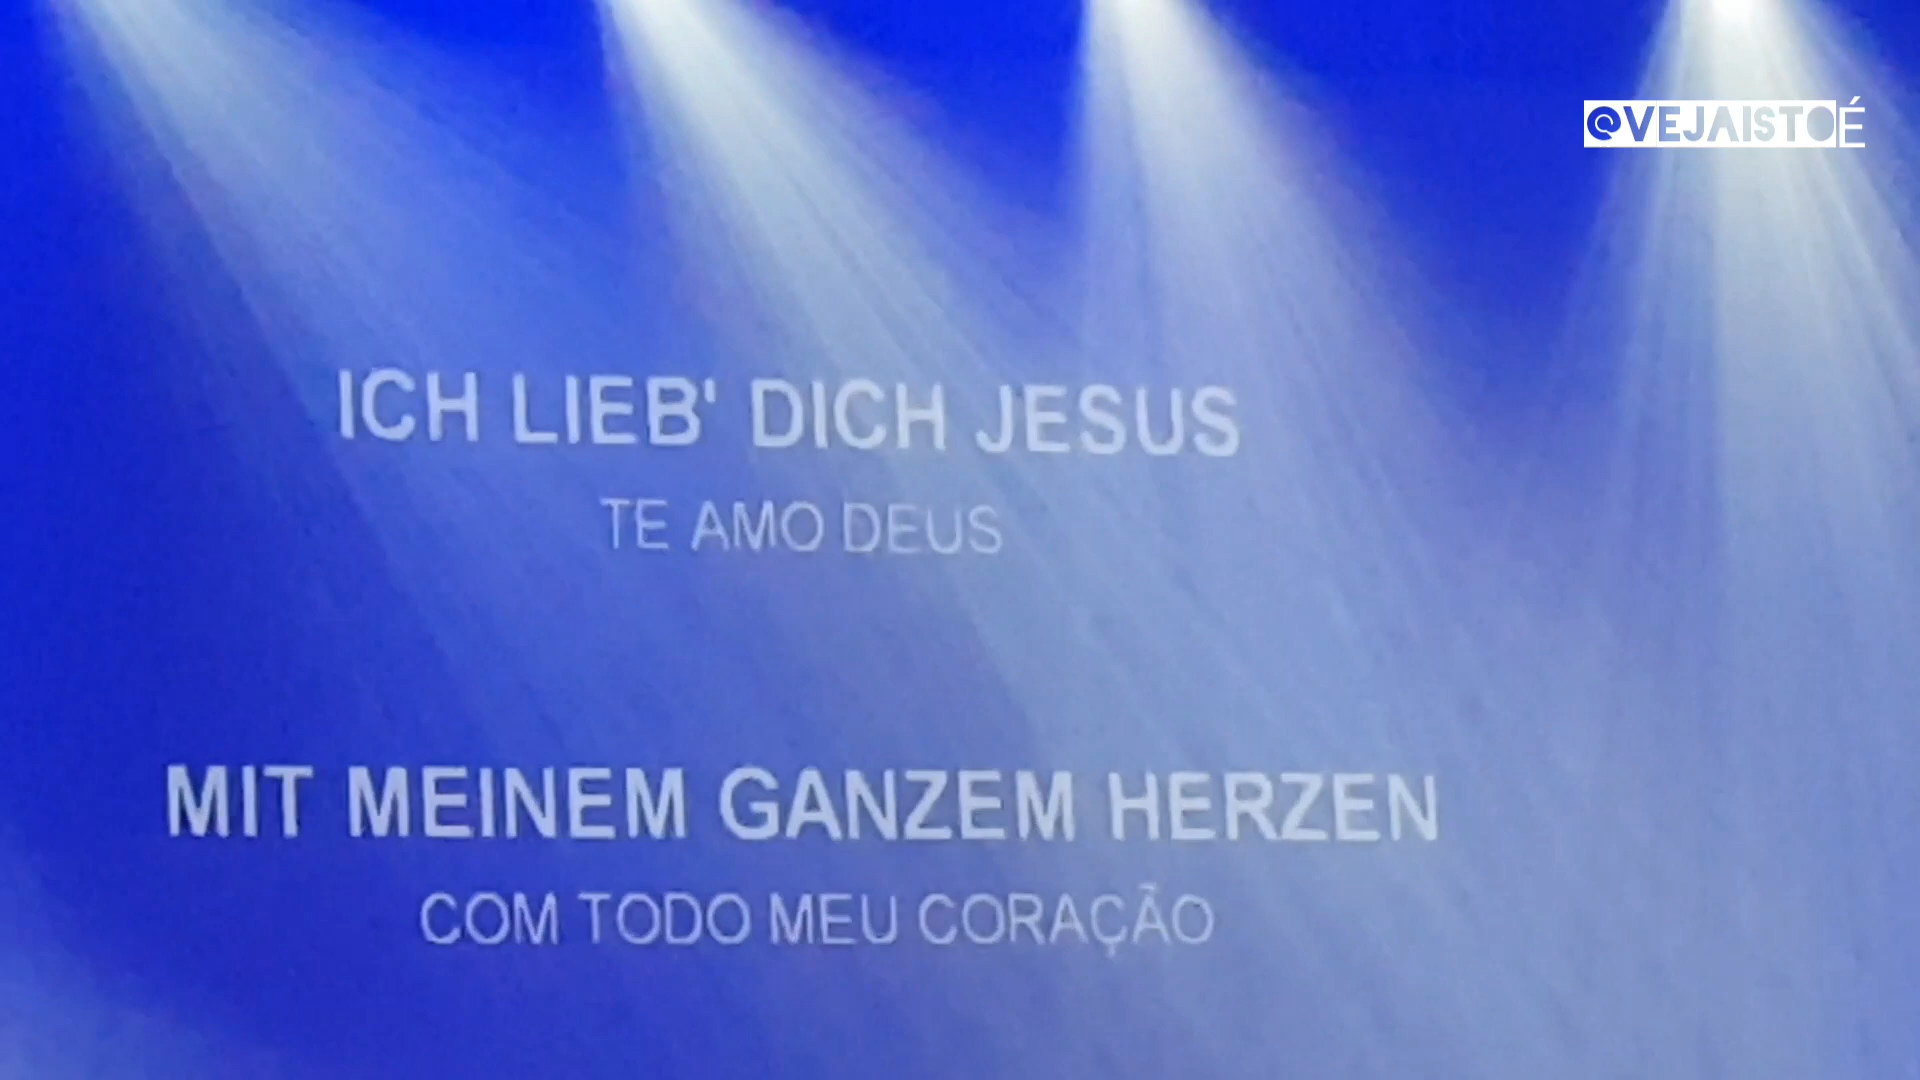 @VEJAISTOÉ
ICH LIEB' DICH JESUS
TE AMO DEUS
MIT MEINEM GANZEM HERZEN
COM TODO MEU CORAÇÃO